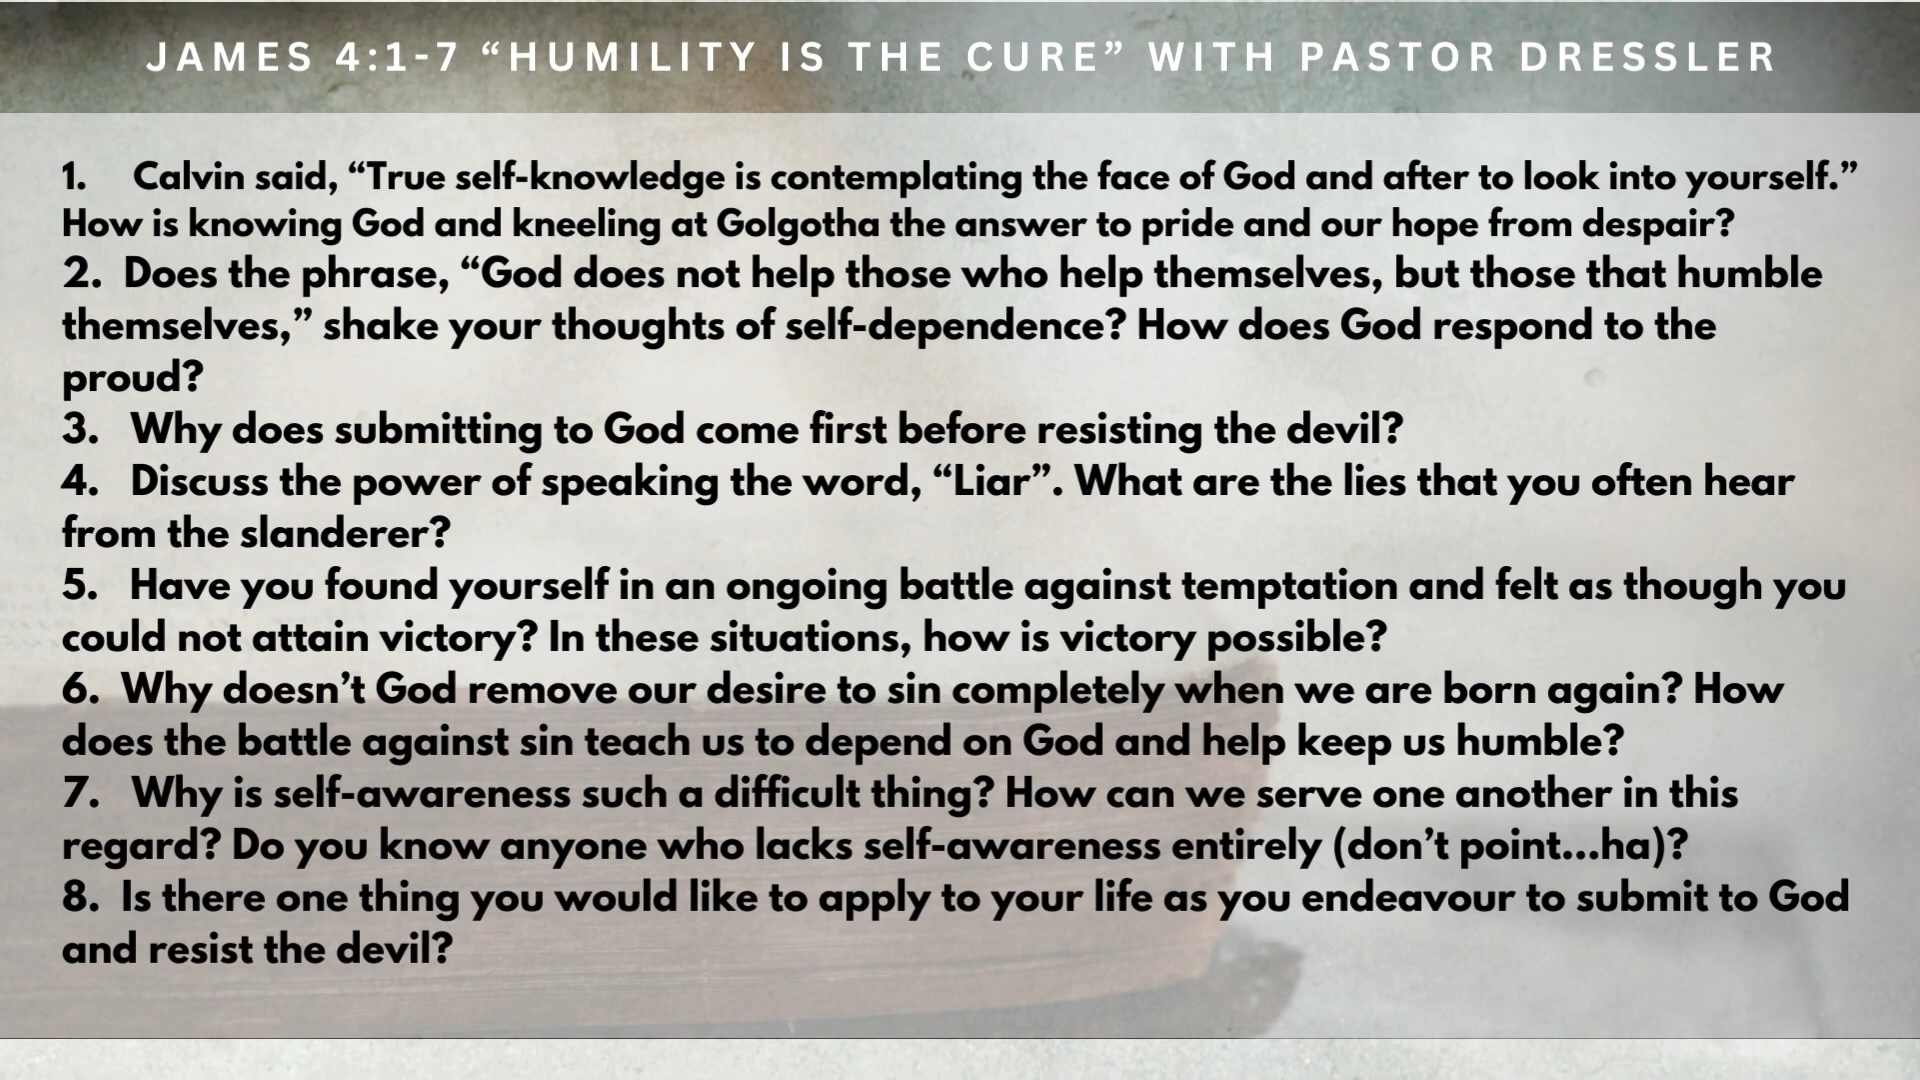 JAMES 4:1-7 “HUMILITY IS THE CURE” WITH PASTOR DRESSLER
1. Calvin said, “True self-knowledge is contemplating the face of God and after to look into yourself.”
How is knowing God and kneeling at Golgotha the answer to pride and our hope from despair?
2. Does the phrase, “God does not help those who help themselves, but those that humble
themselves,” shake your thoughts of self-dependence? How does God respond to the
proud?
3. Why does submitting to God come first before resisting the devil?
4. Discuss the power of speaking the word, “Liar”. What are the lies that you often hear
from the slanderer?
5. Have you found yourself in an ongoing battle against temptation and felt as though you
could not attain victory? In these situations, how is victory possible?
6. Why doesn’t God remove our desire to sin completely when we are born again? How
does the battle against sin teach us to depend on God and help keep us humble?
7. Why is self-awareness such a difficult thing? How can we serve one another in this
regard? Do you know anyone who lacks self-awareness entirely (don’t point...ha)?
8. Is there one thing you would like to apply to your life as you endeavour to submit to God
and resist the devil?